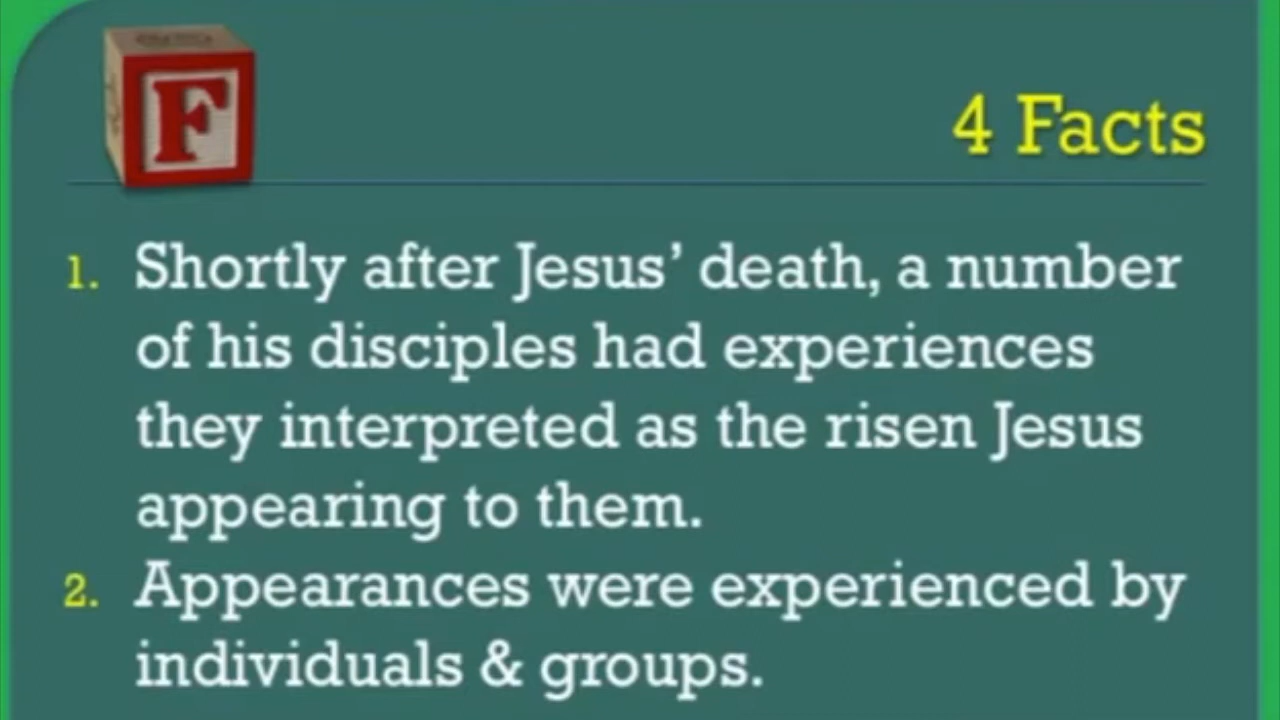 F
4 Facts
1. Shortly after Jesus’ death, a number
of his disciples had experiences
they interpreted as the risen Jesus
appearing to them.
2. Appearances were experienced by
individuals & groups.